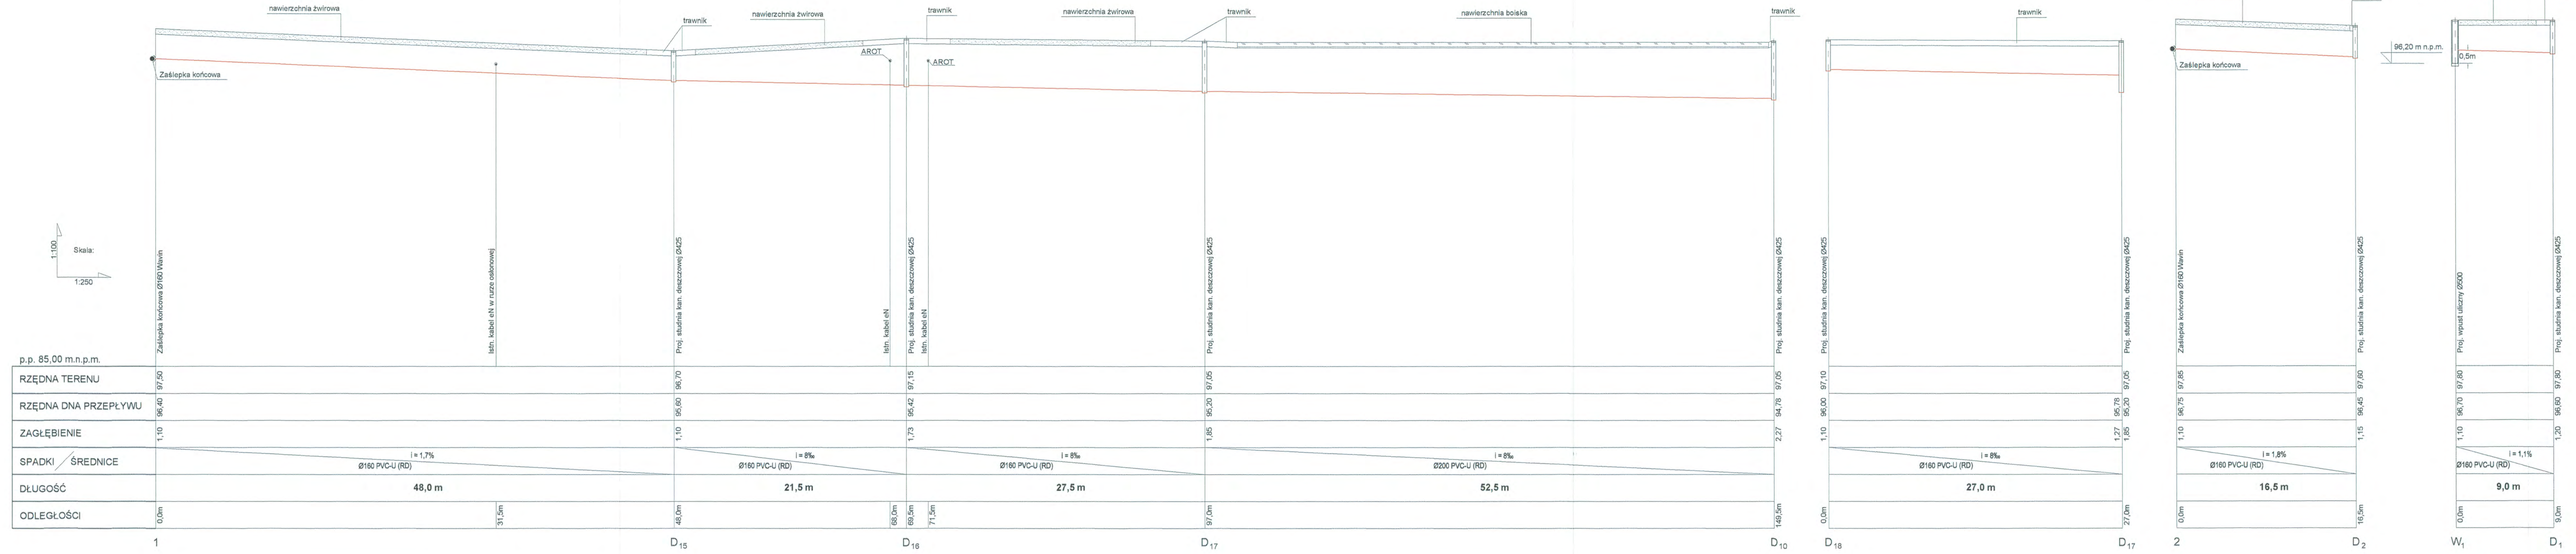 nawierzchnia żwirowa
trawnik
nawierzchnia żwirowa
trawnik
nawierzchnia żwirowa
trawnik
nawierzchnia boiska
trawnik
trawnik
Zaślepka końcowa
AROT
AROT
Zaślepka końcowa
96,20 m n.p.m.
0,5m
1:100
Skala:
1:250
Zaślepka końcowa Ø160 Wavin
Istn. kabel eN w rurze osłonowej
Proj. studnia kan. deszczowej Ø425
Istn. kabel eN
Proj. studnia kan. deszczowej Ø425
Istn. kabel eN
Proj. studnia kan. deszczowej Ø425
Proj. studnia kan. deszczowej Ø425
Proj. studnia kan. deszczowej Ø425
Proj. studnia kan. deszczowej Ø425
Zaślepka końcowa Ø160 Wavin
Proj. studnia kan. deszczowej Ø425
Proj. wpust uliczny Ø500
Proj. studnia kan. deszczowej Ø425
p.p. 85,00 m.n.p.m.
RZĘDNA TERENU 97,50 96,70 97,15 97,05 97,05 97,10 97,05 97,85 97,60 97,80 97,80
RZĘDNA DNA PRZEPŁYWU 96,40 95,60 95,42 95,20 94,78 96,00 95,78 95,20 96,75 96,45 96,70 96,60
ZAGŁĘBIENIE 1,10 1,10 1,73 1,85 2,27 1,10 1,27 1,85 1,10 1,15 1,10 1,20
SPADKI / ŚREDNICE
i = 1,7% i = 8‰ i = 8‰ i = 8‰ i = 8‰ i = 1,8% i = 1,1%
Ø160 PVC-U (RD) Ø160 PVC-U (RD) Ø160 PVC-U (RD) Ø200 PVC-U (RD) Ø160 PVC-U (RD) Ø160 PVC-U (RD) Ø160 PVC-U (RD)
DŁUGOŚĆ 48,0 m 21,5 m 27,5 m 52,5 m 27,0 m 16,5 m 9,0 m
ODLEGŁOŚCI 0,0m 31,5m 48,0m 68,0m 69,5m 71,5m 97,0m 149,5m 0,0m 27,0m 0,0m 16,5m 0,0m 9,0m
1 D15 D16 D17 D10 D18 D17 2 D2 W1 D1